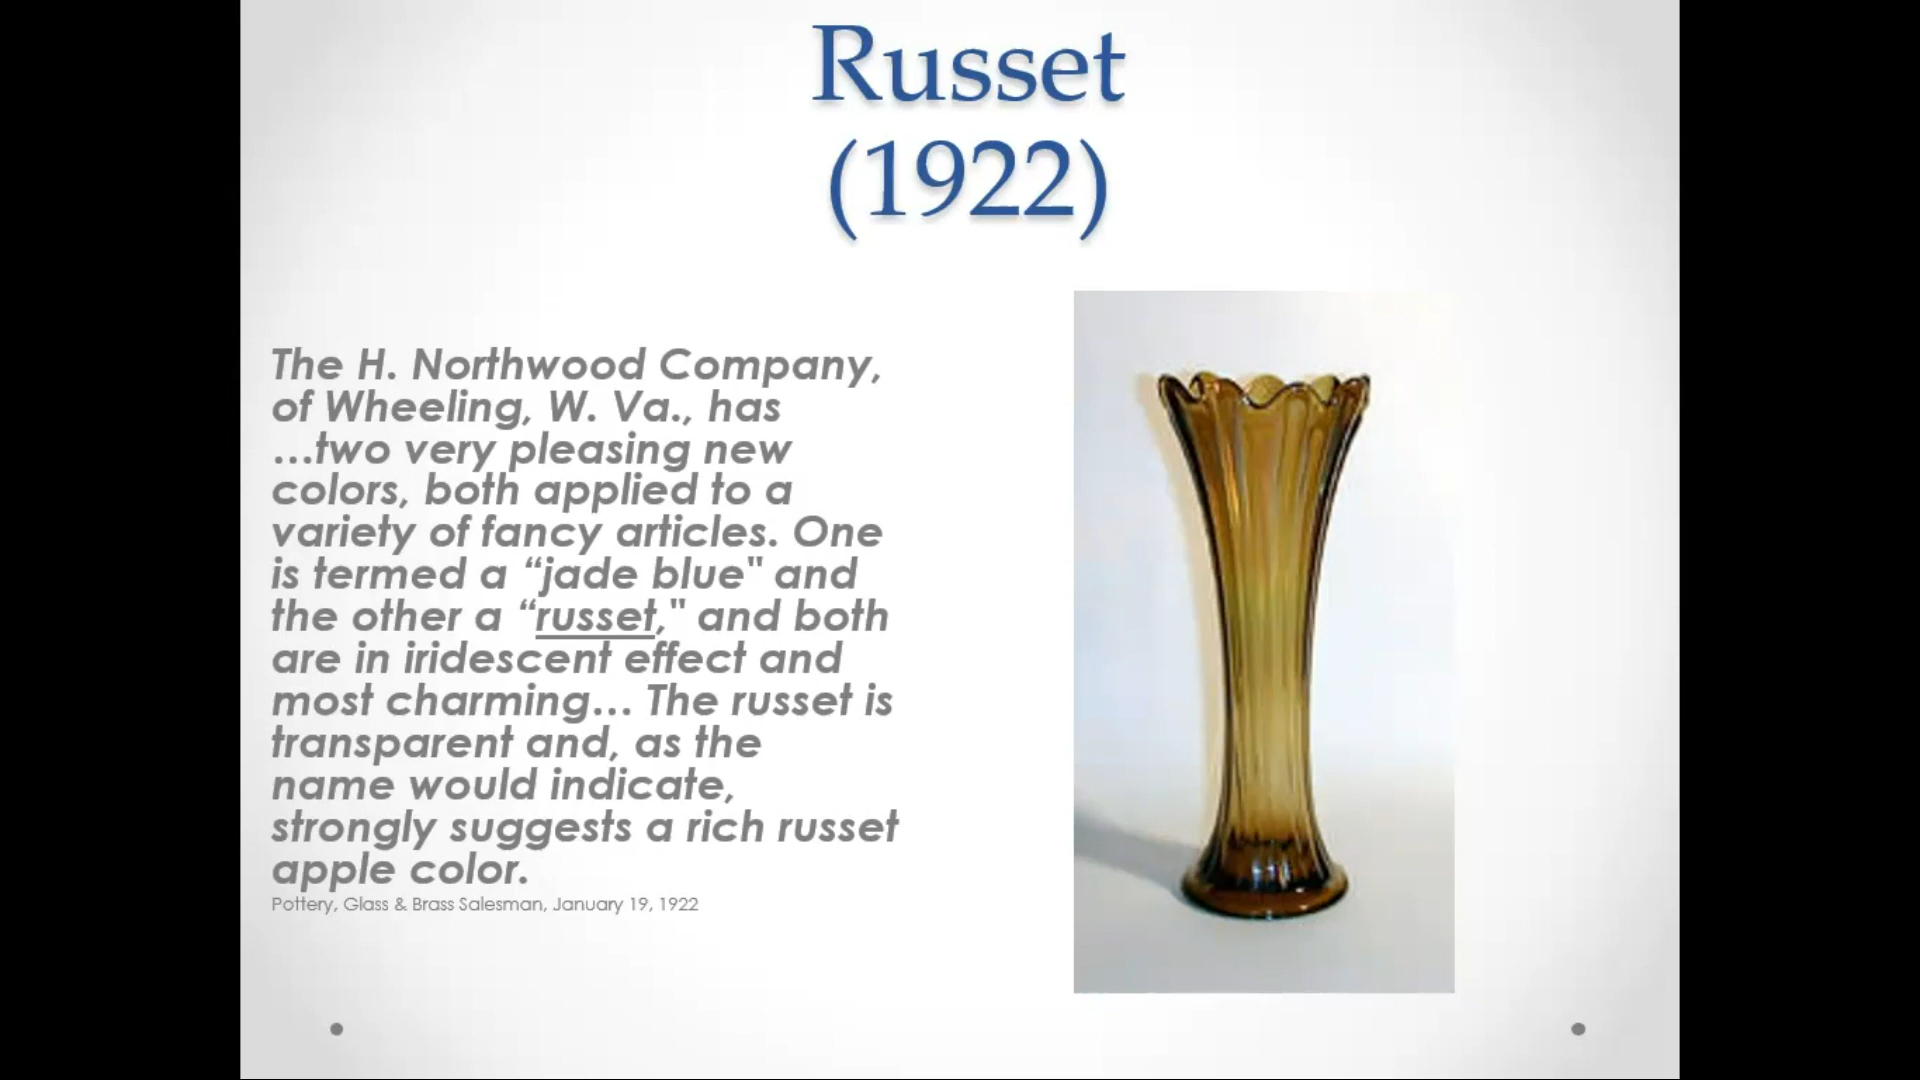 Russet
(1922)
The H. Northwood Company,
of Wheeling, W. Va., has
…two very pleasing new
colors, both applied to a
variety of fancy articles. One
is termed a “jade blue" and
the other a “russet," and both
are in iridescent effect and
most charming… The russet is
transparent and, as the
name would indicate,
strongly suggests a rich russet
apple color.
Pottery, Glass & Brass Salesman, January 19, 1922